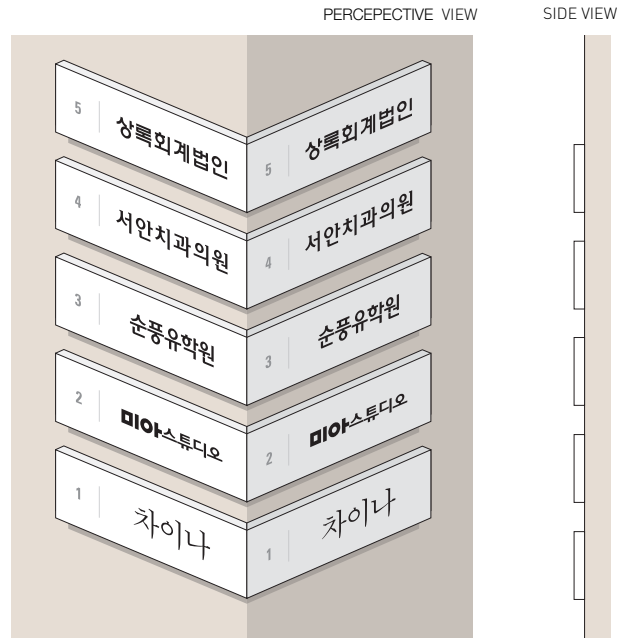 PERCEPECTIVE VIEW
SIDE VIEW
5 상록회계법인
5 상록회계법인
4 서안치과의원
4 서안치과의원
3 순풍유학원
3 순풍유학원
2 미아스튜디오
2 미아스튜디오
1 차이나
1 차이나